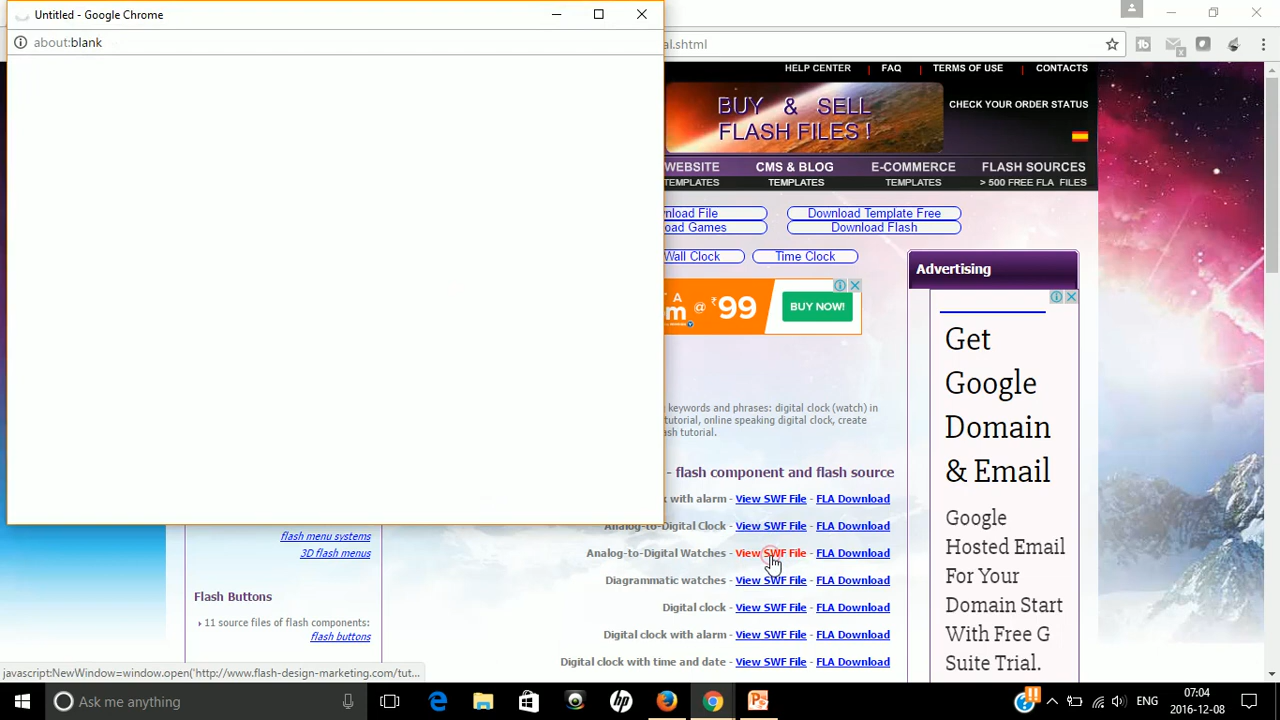 Untitled - Google Chrome
about:blank
al.shtml
HELP CENTER | FAQ | TERMS OF USE | CONTACTS
BUY & SELL
FLASH FILES !
CHECK YOUR ORDER STATUS
WEBSITE CMS & BLOG E-COMMERCE FLASH SOURCES
TEMPLATES TEMPLATES TEMPLATES > 500 FREE FLA FILES
nload File Download Template Free
oad Games Download Flash
Wall Clock Time Clock
Advertising
T A
m @ ₹99
BUY NOW!
Get
Google
Domain
& Email
Google
Hosted Email
For Your
Domain Start
With Free G
Suite Trial.
keywords and phrases: digital clock (watch) in
tutorial, online speaking digital clock, create
ash tutorial.
- flash component and flash source
k with alarm - View SWF File - FLA Download
Analog-to-Digital Clock - View SWF File - FLA Download
Analog-to-Digital Watches - View SWF File - FLA Download
Diagrammatic watches - View SWF File - FLA Download
Digital clock - View SWF File - FLA Download
Digital clock with alarm - View SWF File - FLA Download
Digital clock with time and date - View SWF File - FLA Download
flash menu systems
3D flash menus
Flash Buttons
11 source files of flash components:
flash buttons
javascript:NewWindow=window.open('http://www.flash-design-marketing.com/tut...
Ask me anything
ENG
07:04
2016-12-08